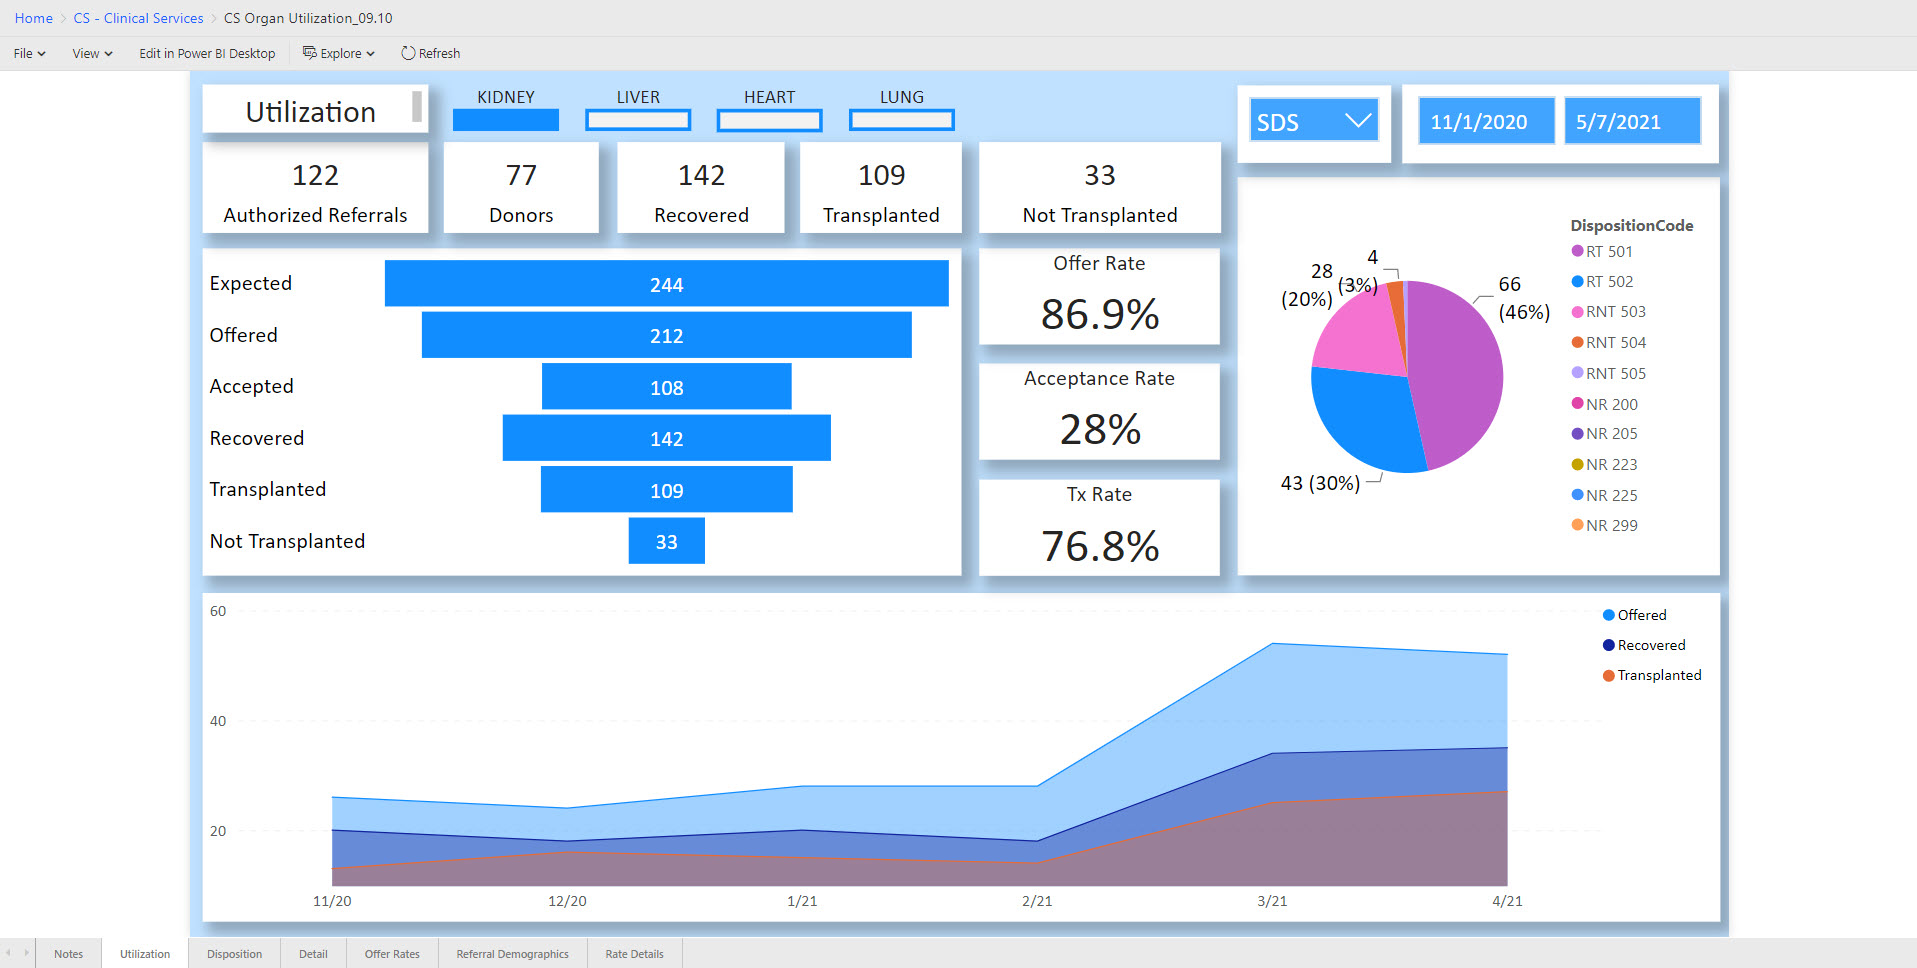 Home > CS - Clinical Services > CS Organ Utilization_09.10
File View Edit in Power BI Desktop Explore Refresh
Utilization
KIDNEY LIVER HEART LUNG
SDS
11/1/2020 5/7/2021
122
Authorized Referrals
77
Donors
142
Recovered
109
Transplanted
33
Not Transplanted
Expected 244
Offered 212
Accepted 108
Recovered 142
Transplanted 109
Not Transplanted 33
Offer Rate
86.9%
Acceptance Rate
28%
Tx Rate
76.8%
4
(3%)
28
(20%)
66
(46%)
43 (30%)
DispositionCode
RT 501
RT 502
RNT 503
RNT 504
RNT 505
NR 200
NR 205
NR 223
NR 225
NR 299
60
40
20
11/20 12/20 1/21 2/21 3/21 4/21
Offered
Recovered
Transplanted
Notes Utilization Disposition Detail Offer Rates Referral Demographics Rate Details